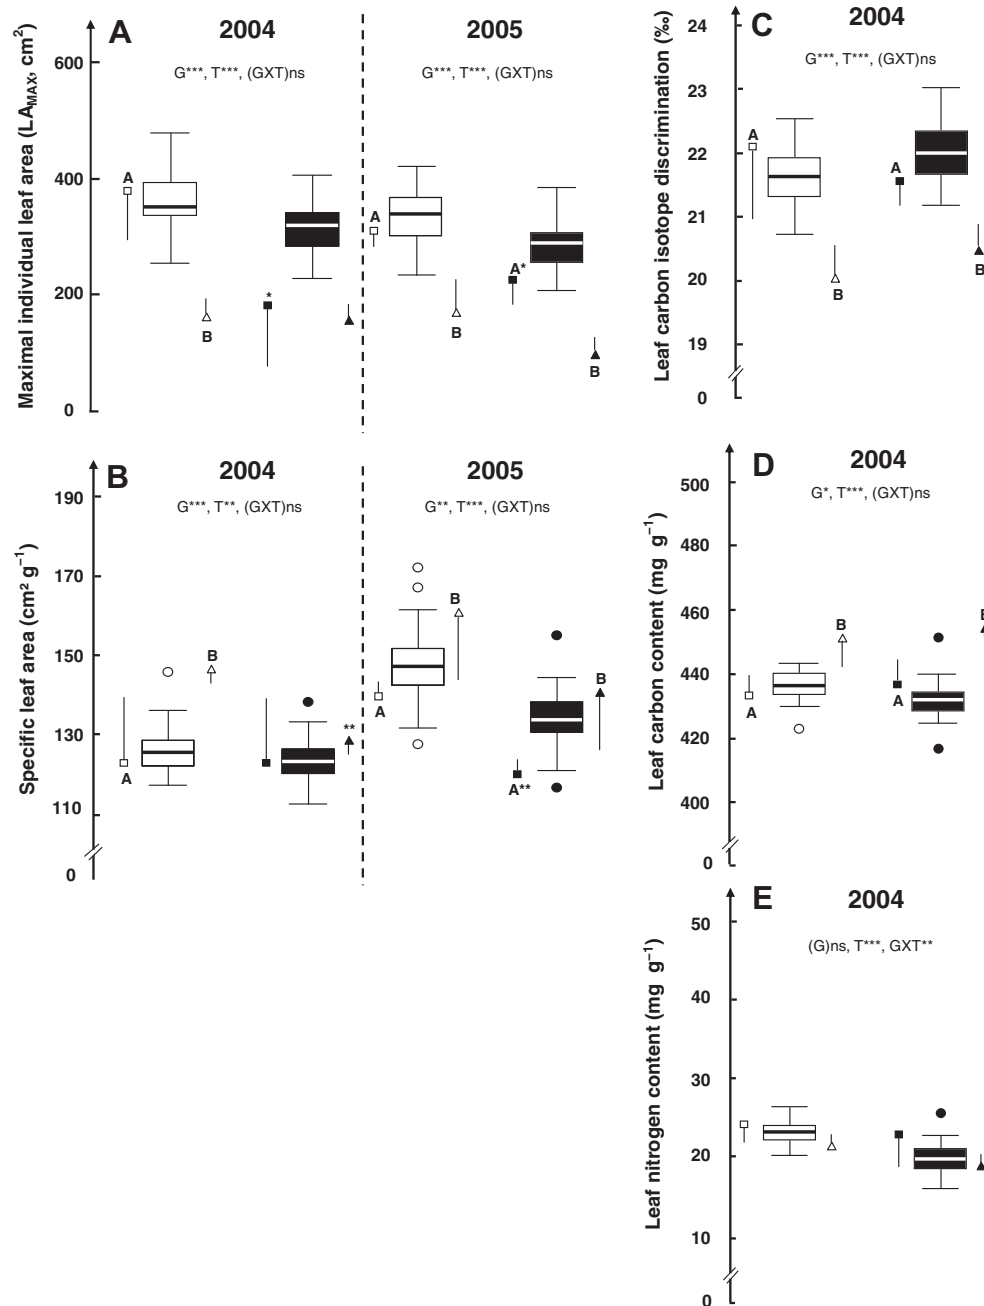 A
2004
2005
G***, T***, (GXT)ns
G***, T***, (GXT)ns
Maximal individual leaf area (LAMAX, cm²)
600
400
200
0
A
B
*
A
B
A*
B
C
2004
G***, T***, (GXT)ns
Leaf carbon isotope discrimination (‰)
24
23
22
21
20
19
0
A
B
A
B
B
2004
2005
G***, T**, (GXT)ns
G**, T***, (GXT)ns
Specific leaf area (cm² g⁻¹)
190
170
150
130
110
0
A
B
**
A
B
A**
B
D
2004
G*, T***, (GXT)ns
Leaf carbon content (mg g⁻¹)
500
480
460
440
420
400
0
A
B
A
E
2004
(G)ns, T***, GXT**
Leaf nitrogen content (mg g⁻¹)
50
40
30
20
10
0